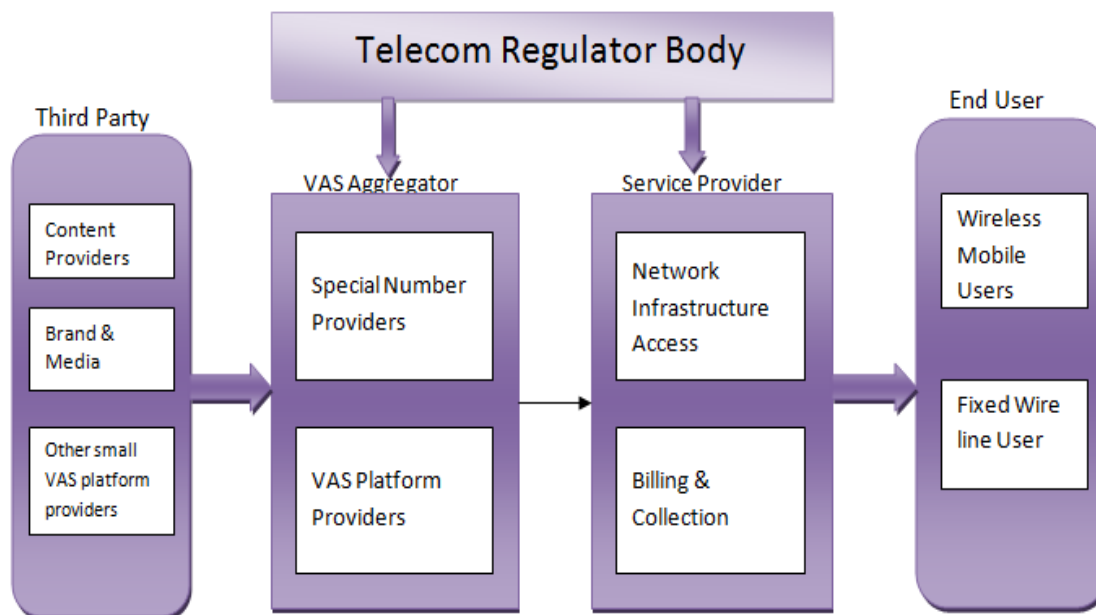 Telecom Regulator Body
Third Party
Content
Providers
Brand &
Media
Other small
VAS platform
providers
VAS Aggregator
Special Number
Providers
VAS Platform
Providers
Service Provider
Network
Infrastructure
Access
Billing &
Collection
End User
Wireless
Mobile
Users
Fixed Wire
line User